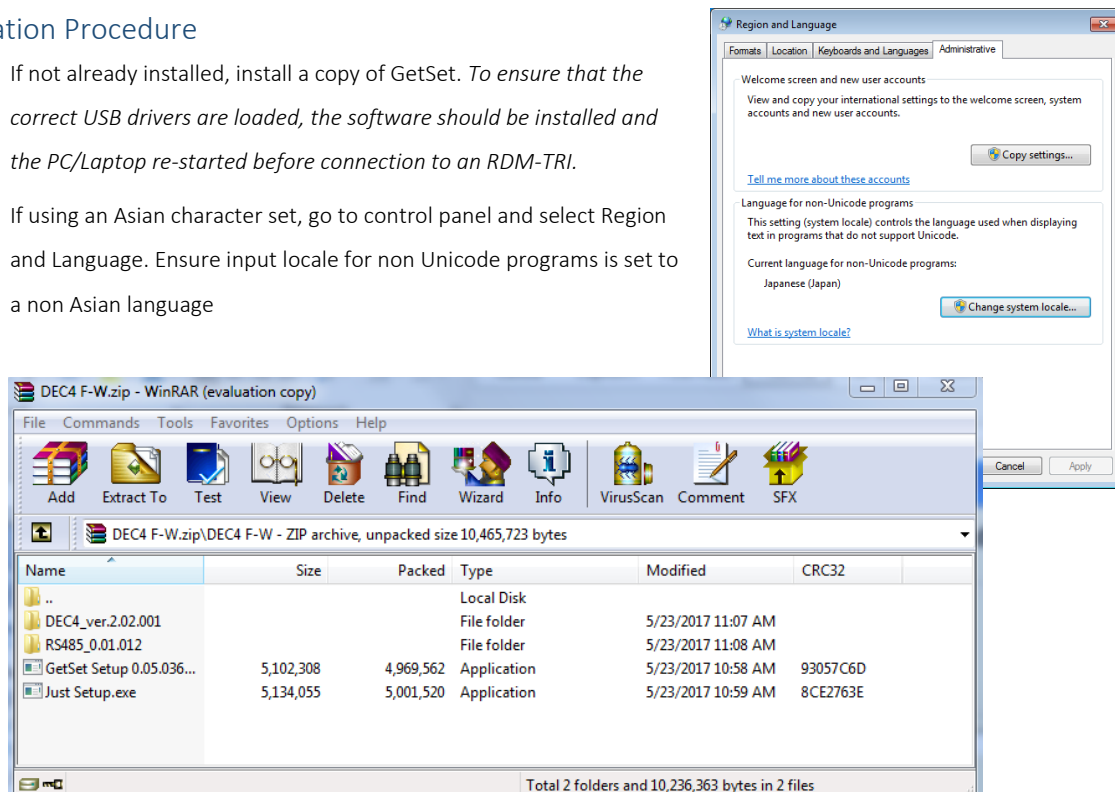 ation Procedure
If not already installed, install a copy of GetSet. To ensure that the
correct USB drivers are loaded, the software should be installed and
the PC/Laptop re-started before connection to an RDM-TRI.
If using an Asian character set, go to control panel and select Region
and Language. Ensure input locale for non Unicode programs is set to
a non Asian language
Region and Language
Formats Location Keyboards and Languages Administrative
Welcome screen and new user accounts
View and copy your international settings to the welcome screen, system
accounts and new user accounts.
Copy settings...
Tell me more about these accounts
Language for non-Unicode programs
This setting (system locale) controls the language used when displaying
text in programs that do not support Unicode.
Current language for non-Unicode programs:
Japanese (Japan)
Change system locale...
What is system locale?
Cancel Apply
DEC4 F-W.zip - WinRAR (evaluation copy)
File Commands Tools Favorites Options Help
Add Extract To Test View Delete Find Wizard Info VirusScan Comment SFX
DEC4 F-W.zip\DEC4 F-W - ZIP archive, unpacked size 10,465,723 bytes
Name Size Packed Type Modified CRC32
.. Local Disk
DEC4_ver.2.02.001 File folder 5/23/2017 11:07 AM
RS485_0.01.012 File folder 5/23/2017 11:08 AM
GetSet Setup 0.05.036... 5,102,308 4,969,562 Application 5/23/2017 10:58 AM 93057C6D
Just Setup.exe 5,134,055 5,001,520 Application 5/23/2017 10:59 AM 8CE2763E
Total 2 folders and 10,236,363 bytes in 2 files